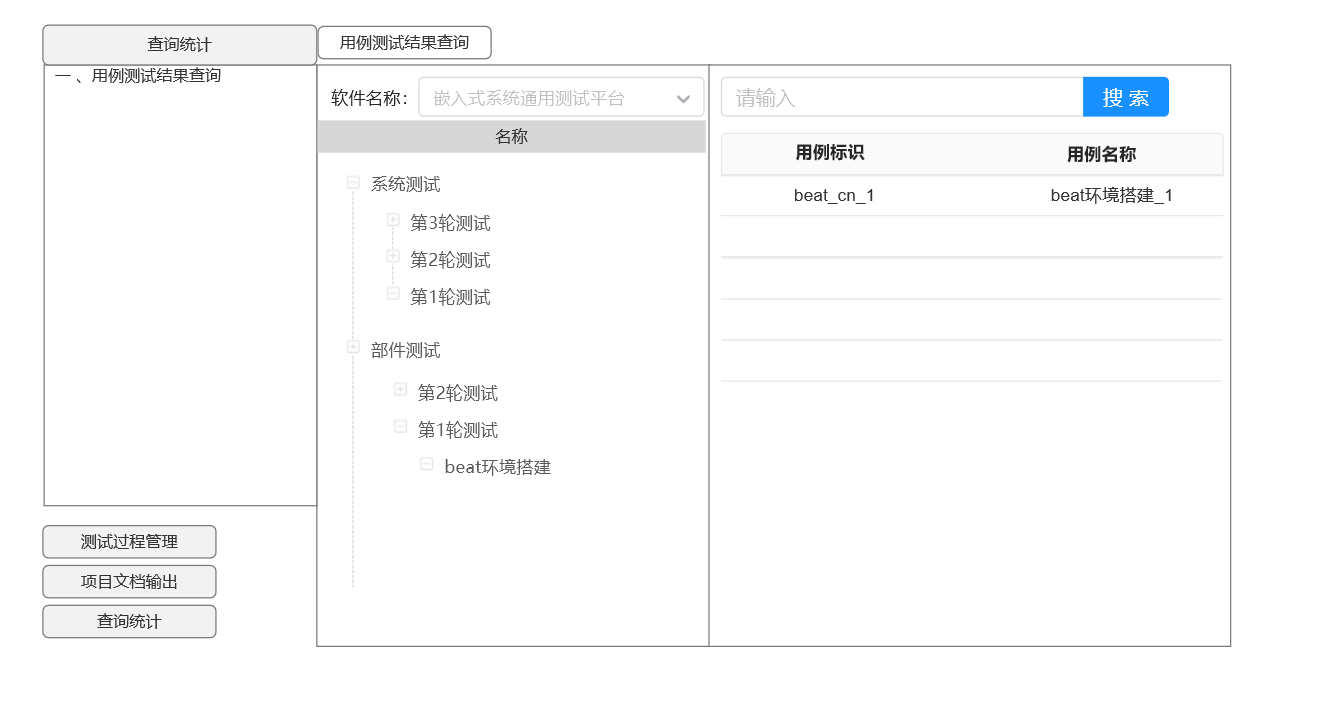 查询统计
用例测试结果查询
一 、用例测试结果查询
软件名称：
嵌入式系统通用测试平台
名称
系统测试
第3轮测试
第2轮测试
第1轮测试
部件测试
第2轮测试
第1轮测试
beat环境搭建
请输入
搜 索
用例标识 用例名称
beat_cn_1 beat环境搭建_1
测试过程管理
项目文档输出
查询统计